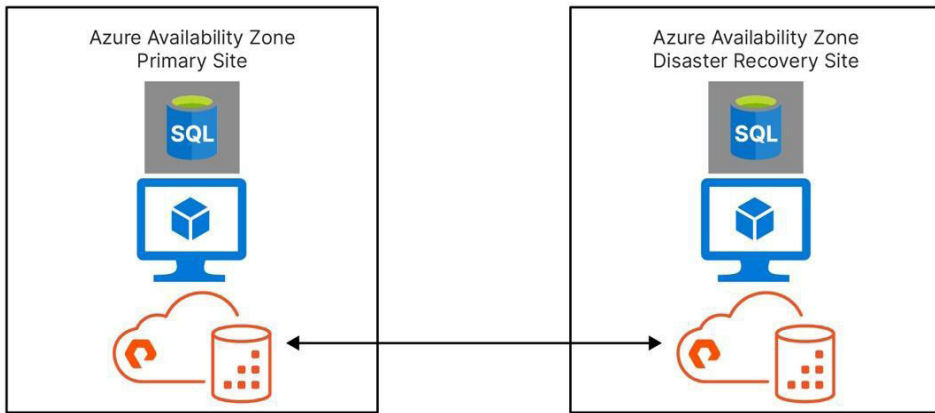 Azure Availability Zone
Primary Site
SQL
Azure Availability Zone
Disaster Recovery Site
SQL